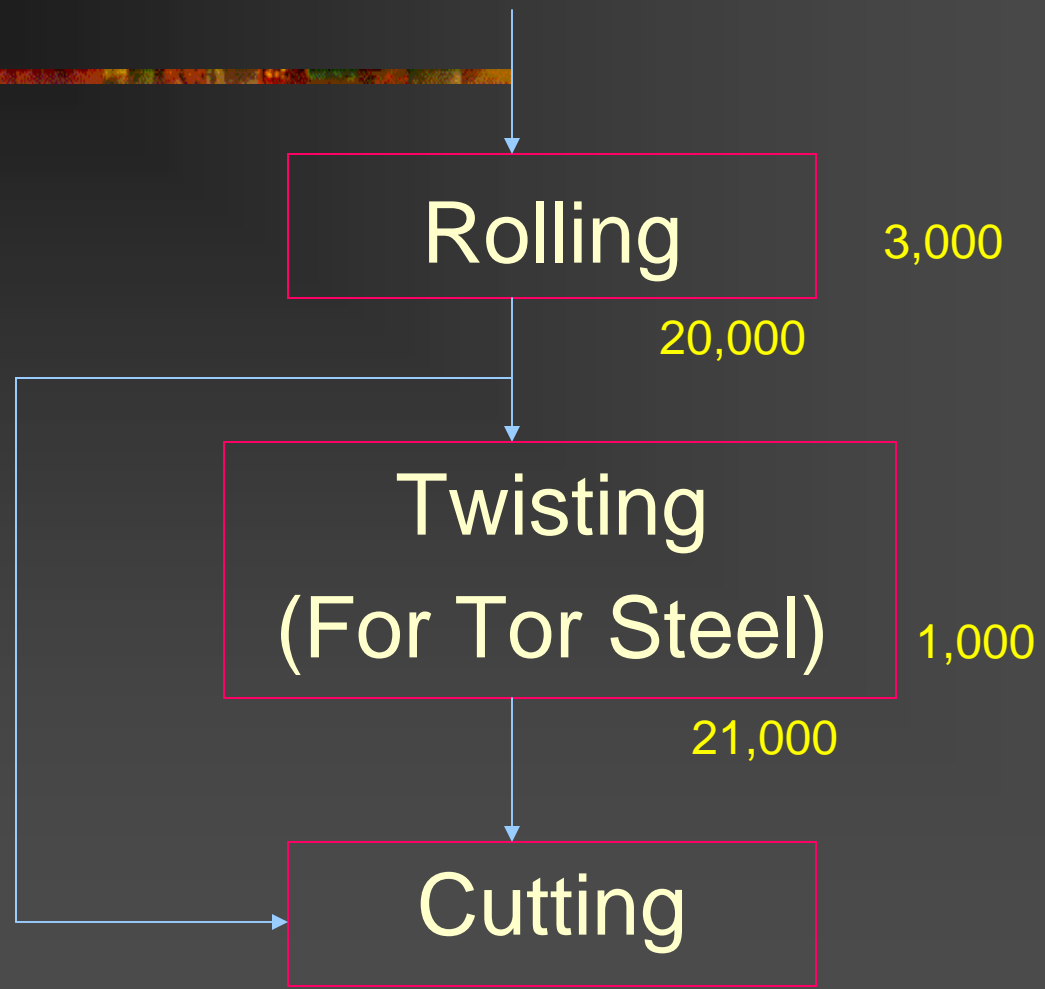 Rolling
3,000
20,000
Twisting
(For Tor Steel)
1,000
21,000
Cutting